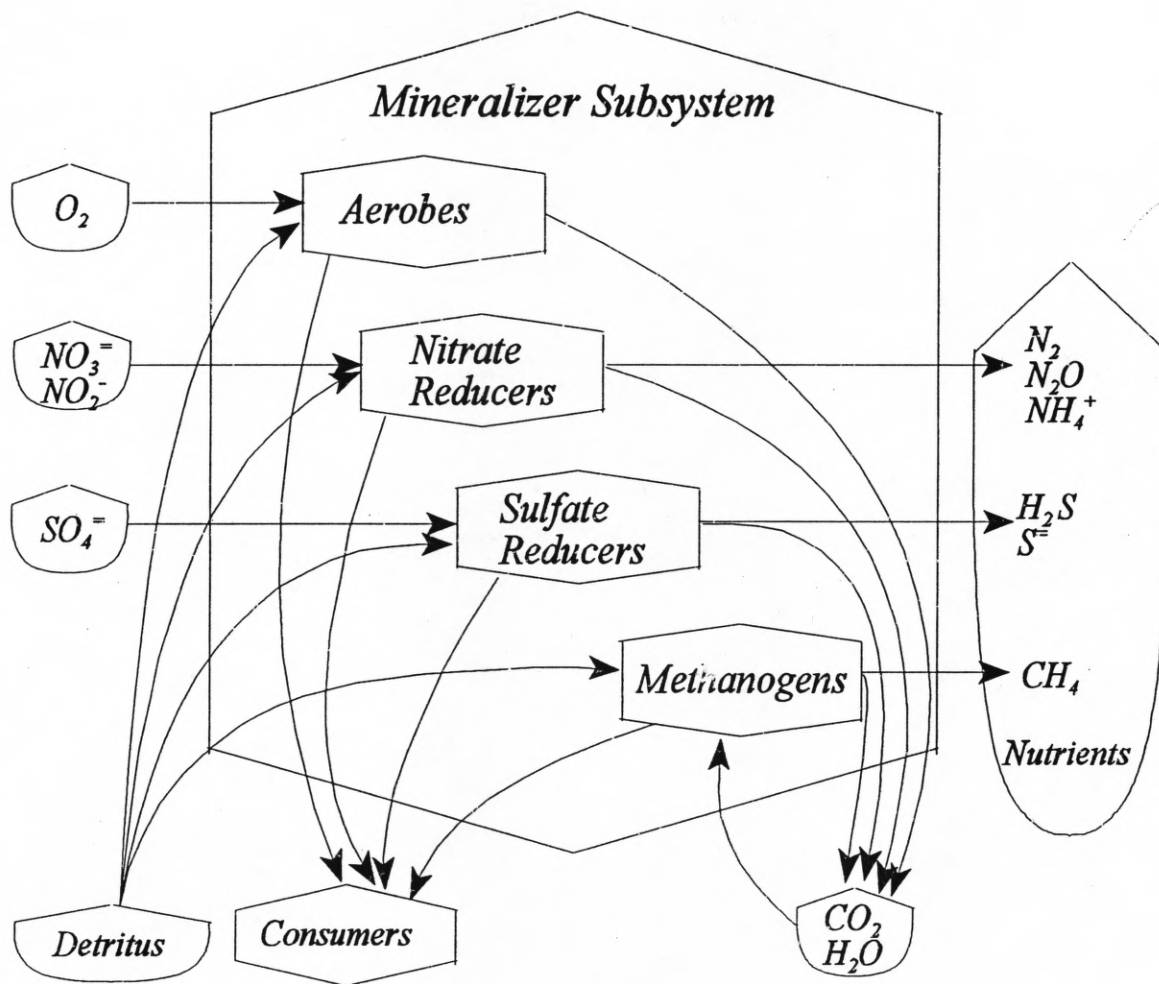 Mineralizer Subsystem
O₂
Aerobes
NO₃⁼
NO₂⁻
Nitrate
Reducers
N₂
N₂O
NH₄⁺
SO₄⁼
Sulfate
Reducers
H₂S
S⁼
Methanogens
CH₄
Nutrients
Detritus
Consumers
CO₂
H₂O